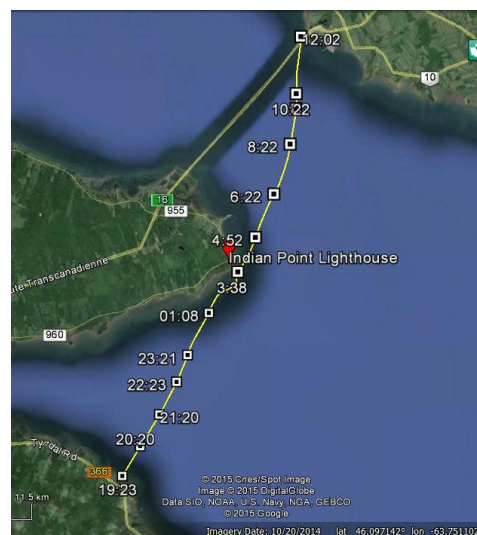 12:02
10
10:22
8:22
6:22
16
955
4:52
Indian Point Lighthouse
ute Transcanadienne
3:38
01:08
960
23:21
22:23
21:20
20:20
Tyndal Rd
366
19:23
© 2015 Cnes/Spot Image
Image © 2015 DigitalGlobe
Data SIO, NOAA, U.S. Navy, NGA, GEBCO
© 2015 Google
11.5 km
Imagery Date: 10/20/2014 lat 46.097142° lon -63.751102